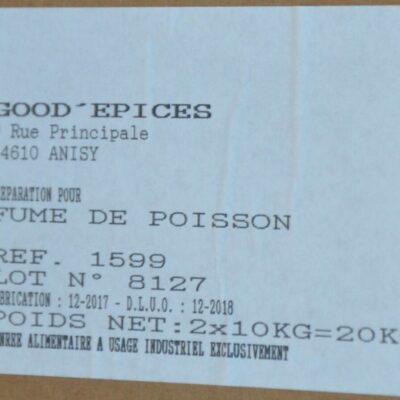 GOOD´EPICES
Rue Principale
4610 ANISY
EPARATION POUR
FUME DE POISSON
REF. 1599
LOT N° 8127
BRICATION : 12-2017 - D.L.U.O. : 12-2018
POIDS NET:2x10KG=20K
NREE ALIMENTAIRE A USAGE INDUSTRIEL EXCLUSIVEMENT